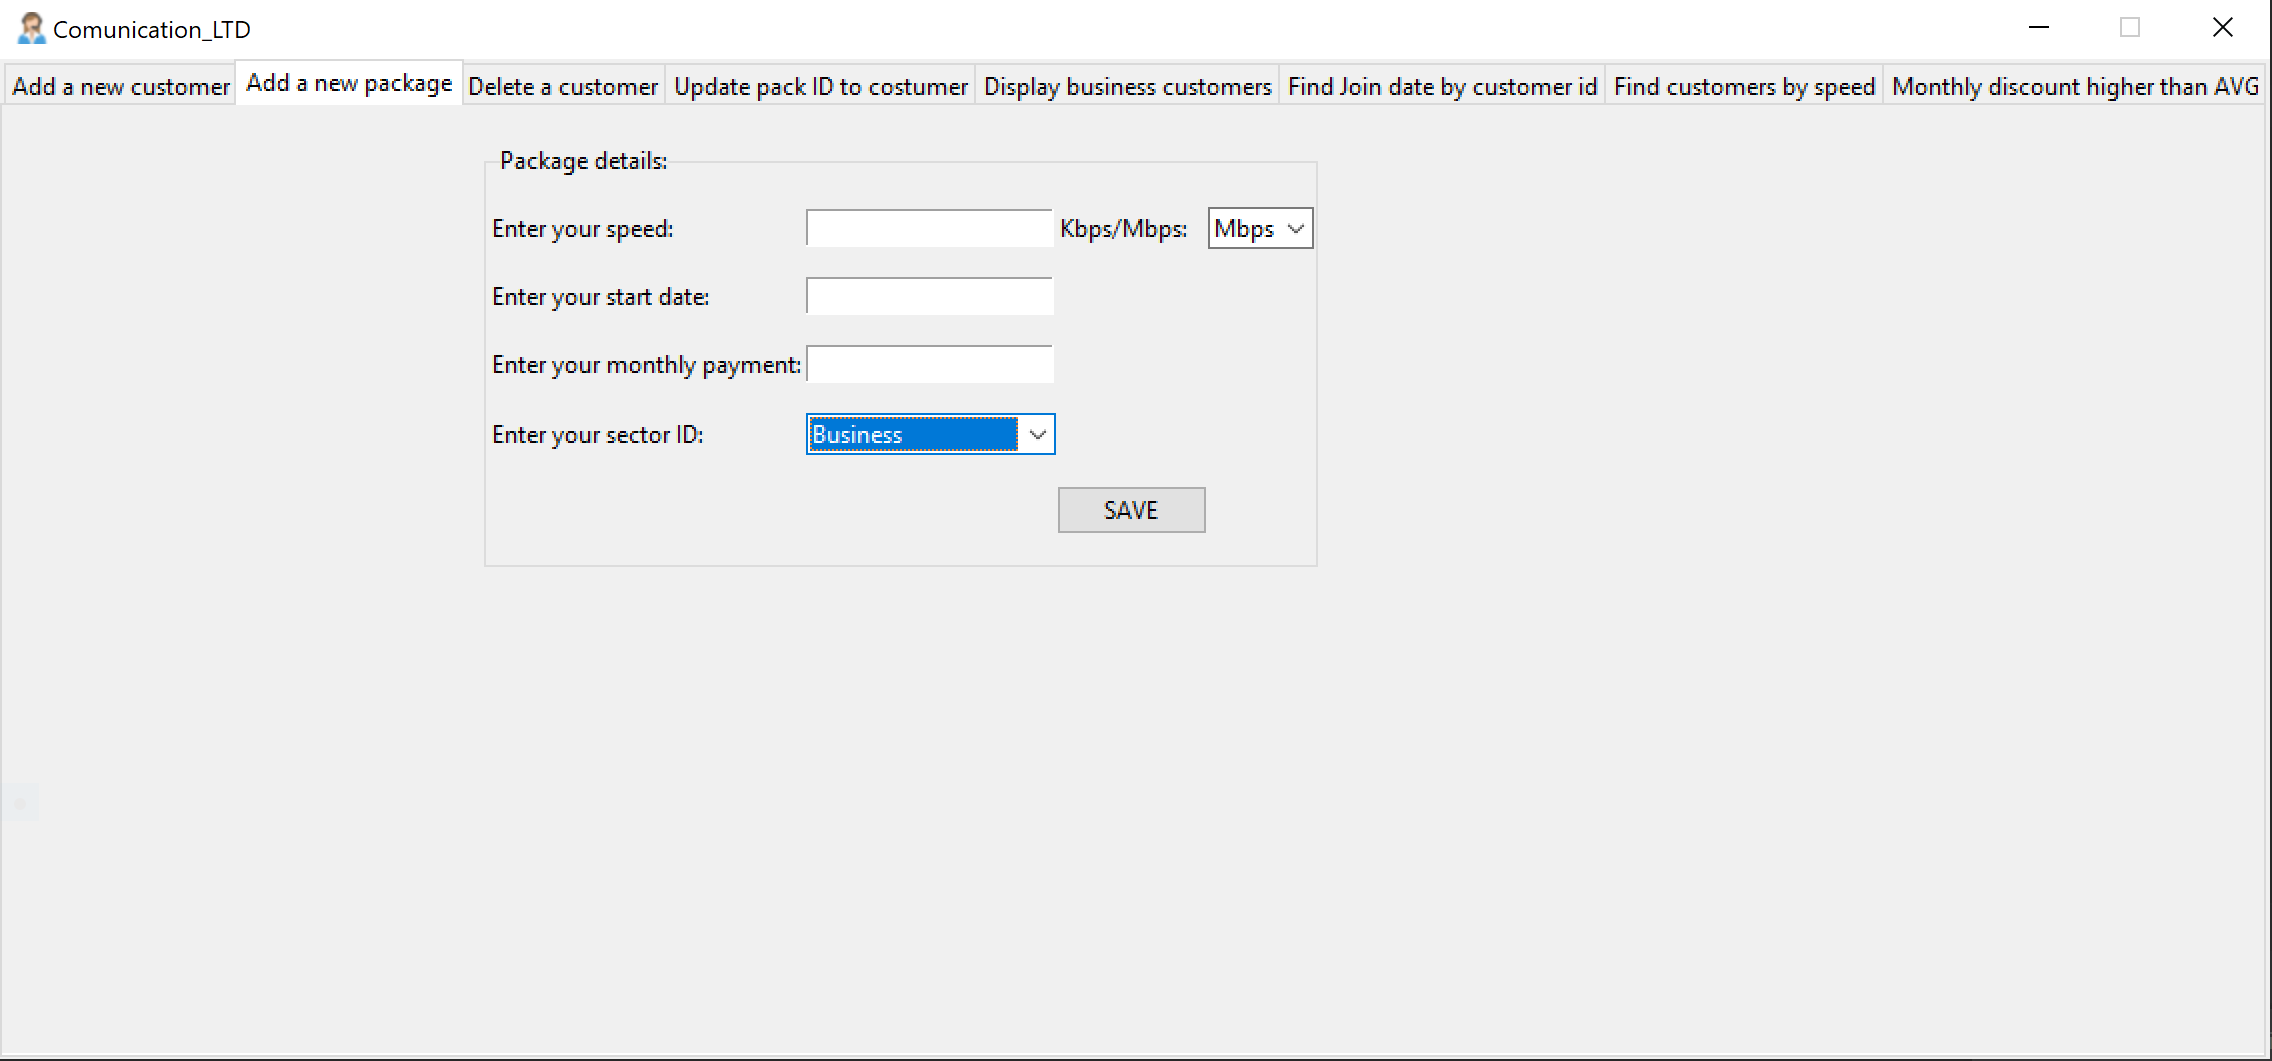 Comunication_LTD
Add a new customer Add a new package Delete a customer Update pack ID to costumer Display business customers Find Join date by customer id Find customers by speed Monthly discount higher than AVG
Package details:
Enter your speed: Kbps/Mbps: Mbps
Enter your start date:
Enter your monthly payment:
Enter your sector ID: Business
SAVE